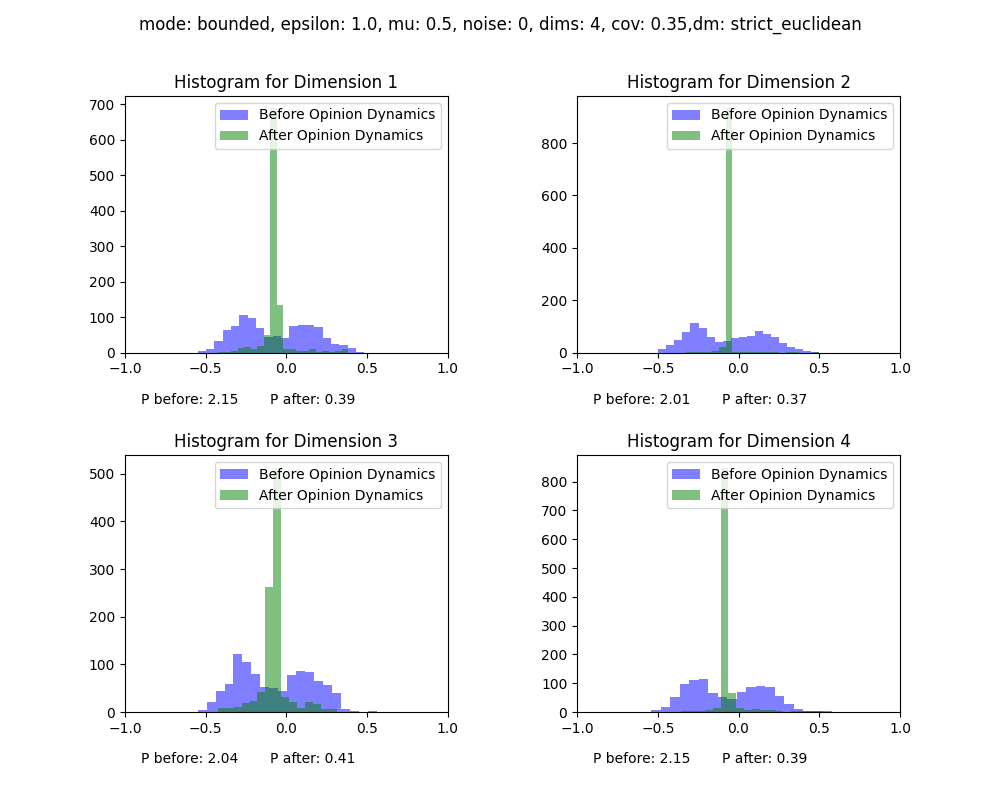 mode: bounded, epsilon: 1.0, mu: 0.5, noise: 0, dims: 4, cov: 0.35,dm: strict_euclidean
Histogram for Dimension 1
Before Opinion Dynamics
After Opinion Dynamics
700
600
500
400
300
200
100
0
−1.0 −0.5 0.0 0.5 1.0
P before: 2.15 P after: 0.39
Histogram for Dimension 2
Before Opinion Dynamics
After Opinion Dynamics
800
600
400
200
0
−1.0 −0.5 0.0 0.5 1.0
P before: 2.01 P after: 0.37
Histogram for Dimension 3
Before Opinion Dynamics
After Opinion Dynamics
500
400
300
200
100
0
−1.0 −0.5 0.0 0.5 1.0
P before: 2.04 P after: 0.41
Histogram for Dimension 4
Before Opinion Dynamics
After Opinion Dynamics
800
700
600
500
400
300
200
100
0
−1.0 −0.5 0.0 0.5 1.0
P before: 2.15 P after: 0.39